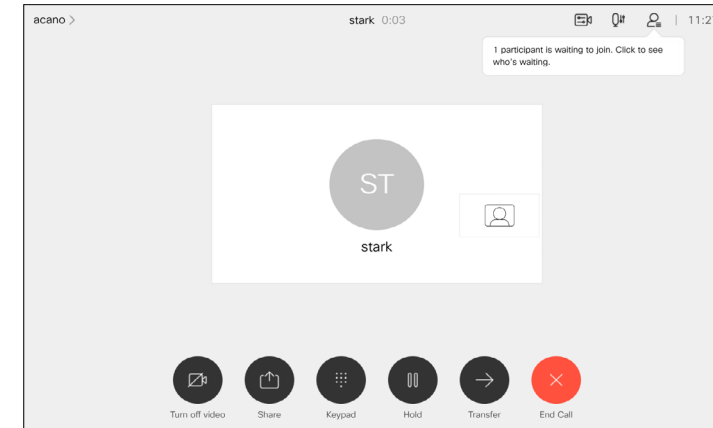 acano >
stark 0:03
11:2
1 participant is waiting to join. Click to see
who's waiting.
ST
stark
Turn off video
Share
Keypad
Hold
Transfer
End Call